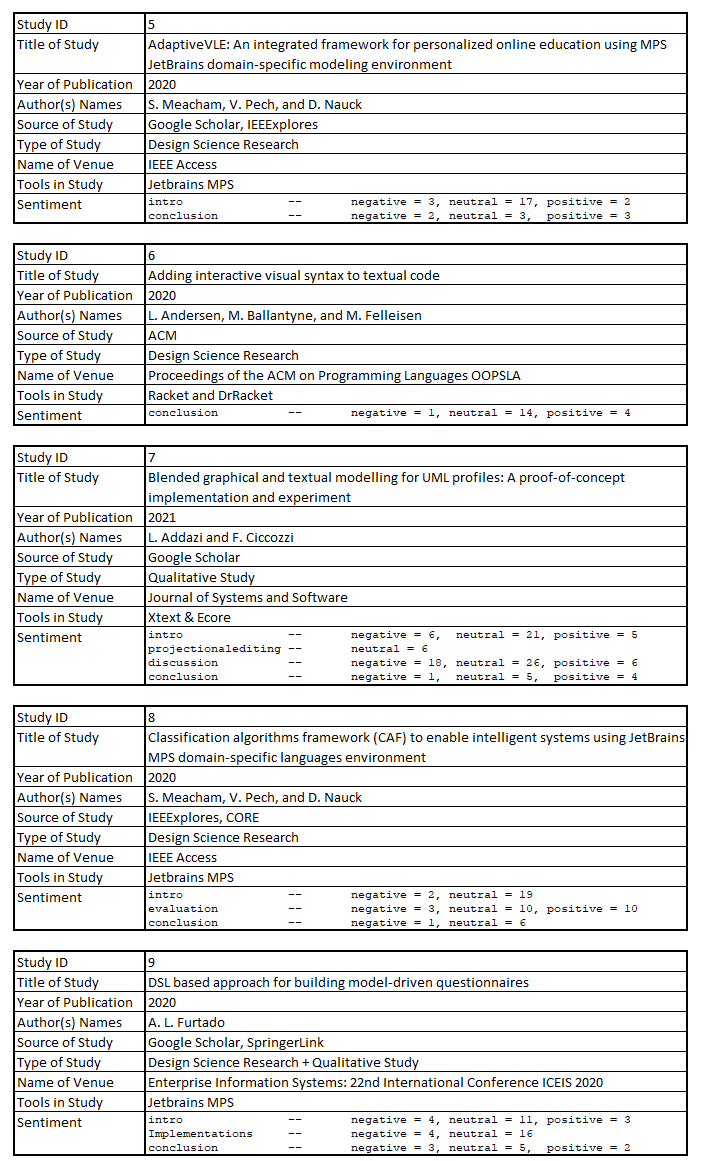 Study ID 5
Title of Study AdaptiveVLE: An integrated framework for personalized online education using MPS
JetBrains domain-specific modeling environment
Year of Publication 2020
Author(s) Names S. Meacham, V. Pech, and D. Nauck
Source of Study Google Scholar, IEEExplores
Type of Study Design Science Research
Name of Venue IEEE Access
Tools in Study Jetbrains MPS
Sentiment intro -- negative = 3, neutral = 17, positive = 2
conclusion -- negative = 2, neutral = 3, positive = 3
Study ID 6
Title of Study Adding interactive visual syntax to textual code
Year of Publication 2020
Author(s) Names L. Andersen, M. Ballantyne, and M. Felleisen
Source of Study ACM
Type of Study Design Science Research
Name of Venue Proceedings of the ACM on Programming Languages OOPSLA
Tools in Study Racket and DrRacket
Sentiment conclusion -- negative = 1, neutral = 14, positive = 4
Study ID 7
Title of Study Blended graphical and textual modelling for UML profiles: A proof-of-concept
implementation and experiment
Year of Publication 2021
Author(s) Names L. Addazi and F. Ciccozzi
Source of Study Google Scholar
Type of Study Qualitative Study
Name of Venue Journal of Systems and Software
Tools in Study Xtext & Ecore
Sentiment intro -- negative = 6, neutral = 21, positive = 5
projectionalediting -- neutral = 6
discussion -- negative = 18, neutral = 26, positive = 6
conclusion -- negative = 1, neutral = 5, positive = 4
Study ID 8
Title of Study Classification algorithms framework (CAF) to enable intelligent systems using JetBrains
MPS domain-specific languages environment
Year of Publication 2020
Author(s) Names S. Meacham, V. Pech, and D. Nauck
Source of Study IEEExplores, CORE
Type of Study Design Science Research
Name of Venue IEEE Access
Tools in Study Jetbrains MPS
Sentiment intro -- negative = 2, neutral = 19
evaluation -- negative = 3, neutral = 10, positive = 10
conclusion -- negative = 1, neutral = 6
Study ID 9
Title of Study DSL based approach for building model-driven questionnaires
Year of Publication 2020
Author(s) Names A. L. Furtado
Source of Study Google Scholar, SpringerLink
Type of Study Design Science Research + Qualitative Study
Name of Venue Enterprise Information Systems: 22nd International Conference ICEIS 2020
Tools in Study Jetbrains MPS
Sentiment intro -- negative = 4, neutral = 11, positive = 3
Implementations -- negative = 4, neutral = 16
conclusion -- negative = 3, neutral = 5, positive = 2